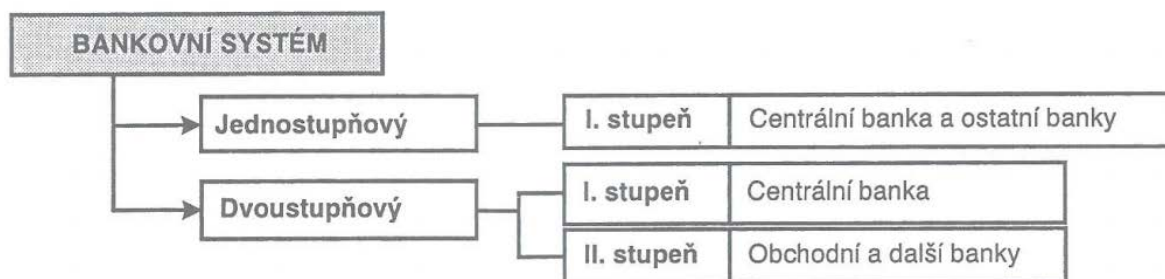 BANKOVNÍ SYSTÉM
Jednostupňový
I. stupeň
Centrální banka a ostatní banky
Dvoustupňový
I. stupeň
Centrální banka
II. stupeň
Obchodní a další banky